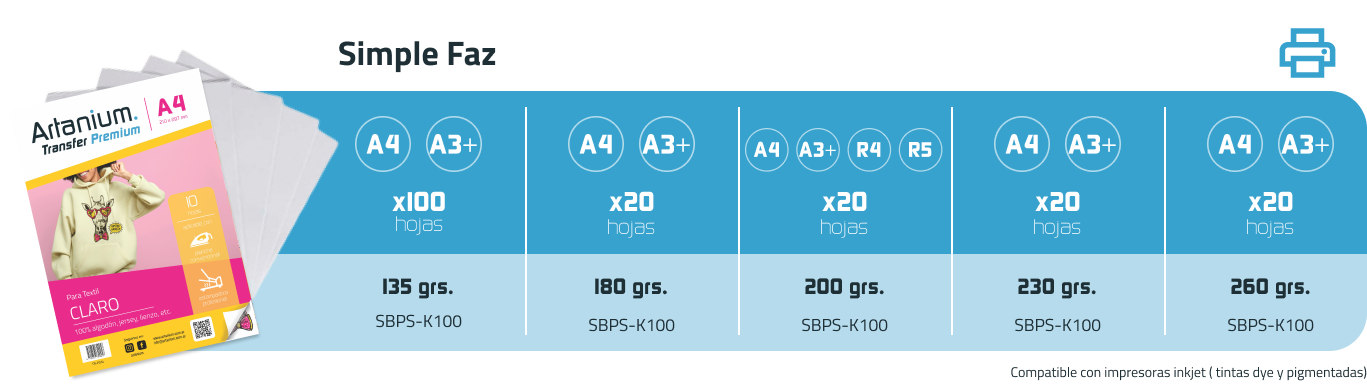 Simple Faz
Artanium.
Transfer Premium
A4
210 x 297 mm.
10
Para Textil
CLARO
100% algodón, jersey, lienzo, etc.
A4 A3+
x100
hojas
135 grs.
SBPS-K100
A4 A3+
x20
hojas
180 grs.
SBPS-K100
A4 A3+ R4 R5
x20
hojas
200 grs.
SBPS-K100
A4 A3+
x20
hojas
230 grs.
SBPS-K100
A4 A3+
x20
hojas
260 grs.
SBPS-K100
Compatible con impresoras inkjet ( tintas dye y pigmentadas)